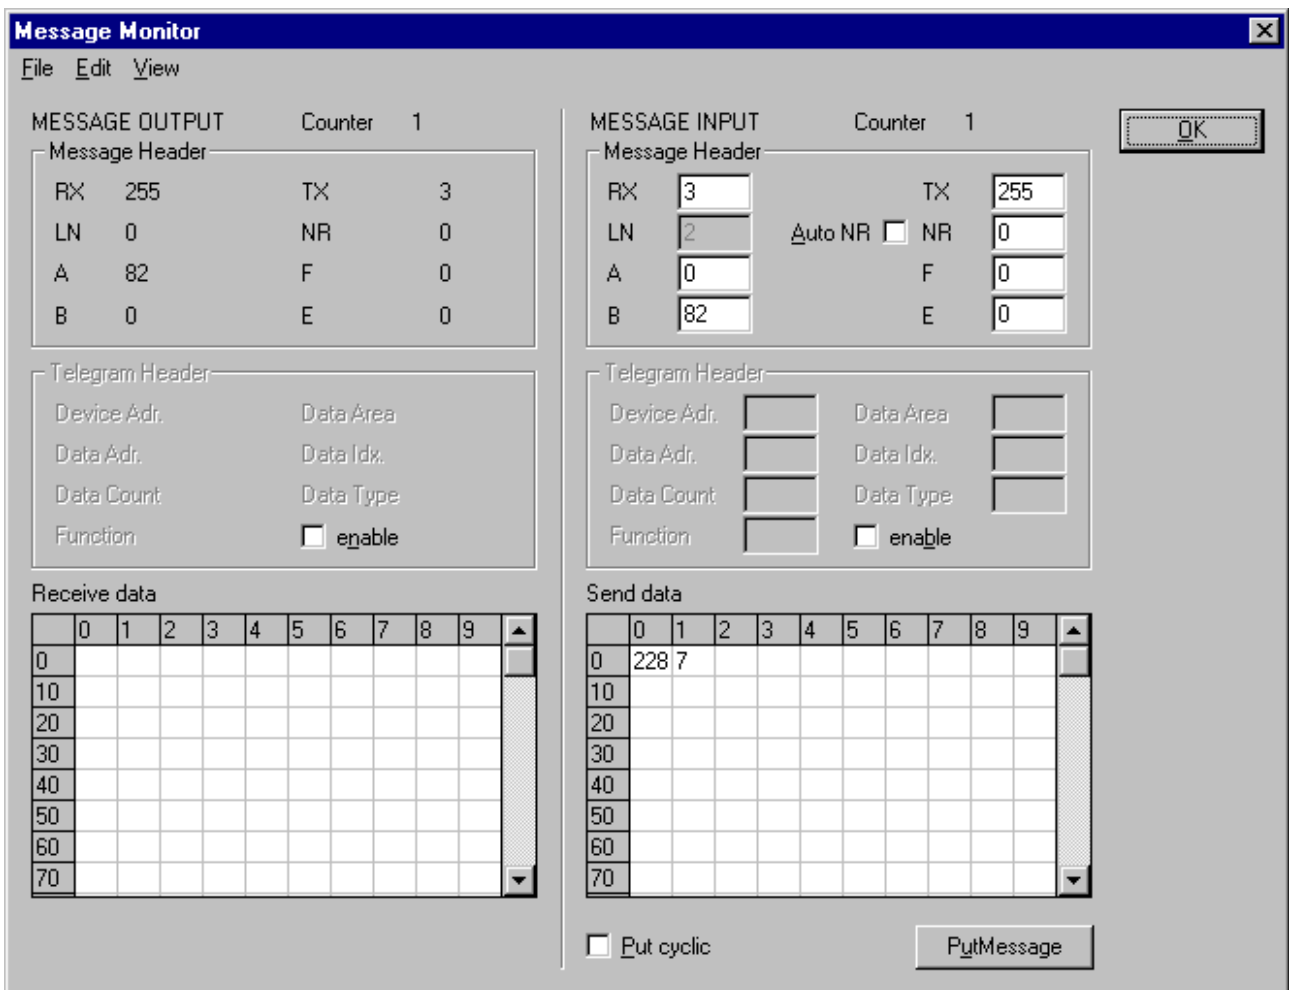 Message Monitor
File Edit View
MESSAGE OUTPUT Counter 1
Message Header
RX 255 TX 3
LN 0 NR 0
A 82 F 0
B 0 E 0
Telegram Header
Device Adr. Data Area
Data Adr. Data Idx.
Data Count Data Type
Function enable
Receive data
0 1 2 3 4 5 6 7 8 9
0
10
20
30
40
50
60
70
MESSAGE INPUT Counter 1
Message Header
RX 3 TX 255
LN 2 Auto NR NR 0
A 0 F 0
B 82 E 0
Telegram Header
Device Adr. Data Area
Data Adr. Data Idx.
Data Count Data Type
Function enable
Send data
0 1 2 3 4 5 6 7 8 9
0 228 7
10
20
30
40
50
60
70
Put cyclic PutMessage
OK